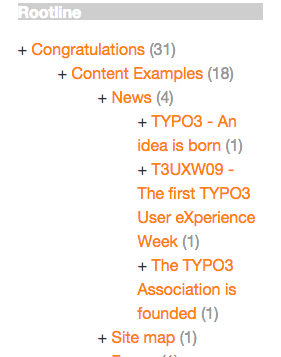 Rootline
+ Congratulations (31)
+ Content Examples (18)
+ News (4)
+ TYPO3 - An
idea is born (1)
+ T3UXW09 -
The first TYPO3
User eXperience
Week (1)
+ The TYPO3
Association is
founded (1)
+ Site map (1)